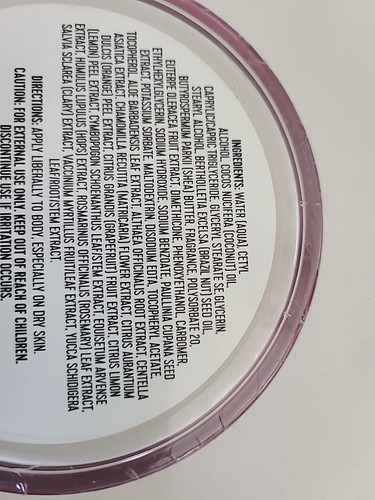 INGREDIENTS: WATER (AQUA), CETYL
ALCOHOL, COCOS NUCIFERA (COCONUT) OIL,
CAPRYLIC/CAPRIC TRIGLYCERIDE, GLYCERYL STEARATE SE, GLYCERIN,
STEARYL ALCOHOL, BERTHOLLETIA EXCELSA (BRAZIL NUT) SEED OIL,
BUTYROSPERMUM PARKII (SHEA) BUTTER, FRAGRANCE, POLYSORBATE 20,
EUTERPE OLERACEA FRUIT EXTRACT, DIMETHICONE, PHENOXYETHANOL, CARBOMER,
ETHYLHEXYLGLYCERIN, SODIUM HYDROXIDE, SODIUM BENZOATE, PAULLINIA CUPANA SEED
EXTRACT, POTASSIUM SORBATE, MALTODEXTRIN, DISODIUM EDTA, TOCOPHERYL ACETATE,
TOCOPHEROL, ALOE BARBADENSIS LEAF EXTRACT, ALTHAEA OFFICINALIS ROOT EXTRACT, CENTELLA
ASIATICA EXTRACT, CHAMOMILLA RECUTITA (MATRICARIA) FLOWER EXTRACT, CITRUS AURANTIUM
DULCIS (ORANGE) PEEL EXTRACT, CITRUS GRANDIS (GRAPEFRUIT) FRUIT EXTRACT, CITRUS LIMON
(LEMON) PEEL EXTRACT, CYMBOPOGON SCHOENANTHUS LEAF/STEM EXTRACT, EQUISETUM ARVENSE
EXTRACT, HUMULUS LUPULUS (HOPS) EXTRACT, ROSMARINUS OFFICINALIS (ROSEMARY) LEAF EXTRACT,
SALVIA SCLAREA (CLARY) EXTRACT, VACCINIUM MYRTILLUS FRUIT/LEAF EXTRACT, YUCCA SCHIDIGERA
LEAF/ROOT/STEM EXTRACT.
DIRECTIONS: APPLY LIBERALLY TO BODY, ESPECIALLY ON DRY SKIN.
CAUTION: FOR EXTERNAL USE ONLY. KEEP OUT OF REACH OF CHILDREN.
DISCONTINUE USE IF IRRITATION OCCURS.